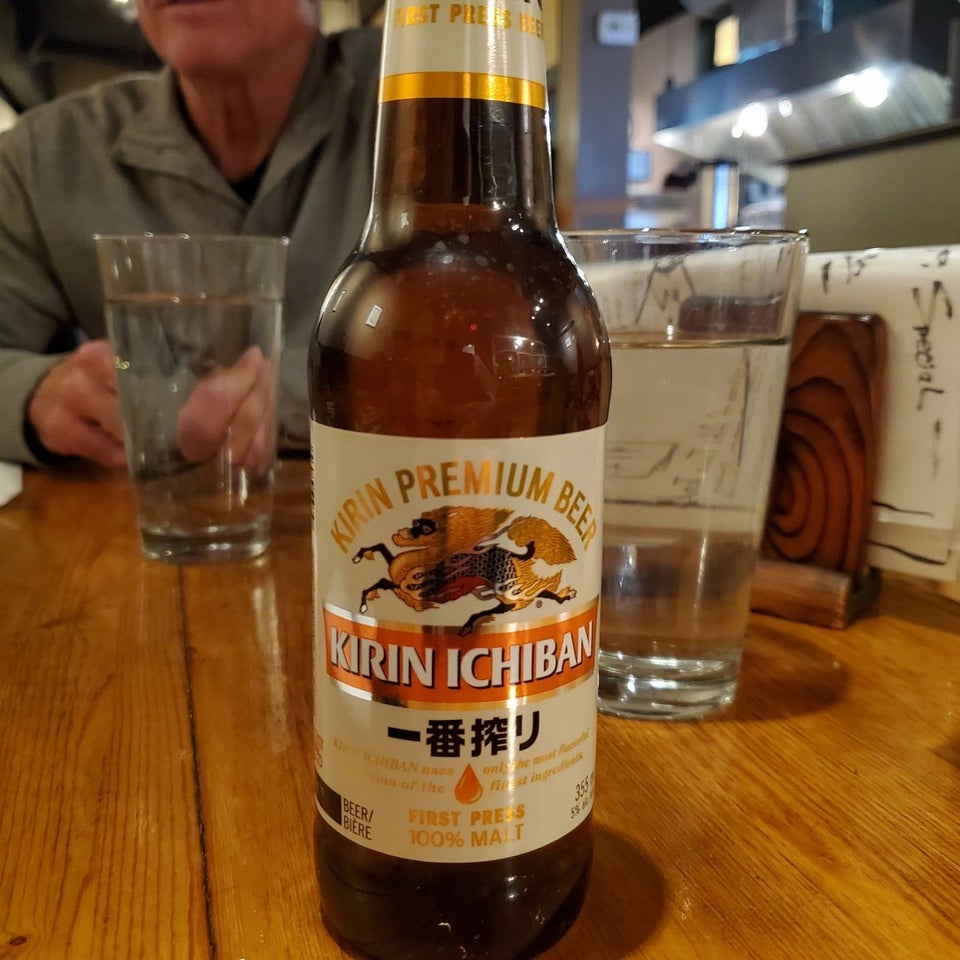 FIRST PRESS BEER
KIRIN PREMIUM BEER
®
KIRIN ICHIBAN
一番搾り
KIRIN ICHIBAN uses only the most flavorful
of the finest ingredients.
355
5%
BEER/
BIÈRE
FIRST PRESS
100% MALT
Special